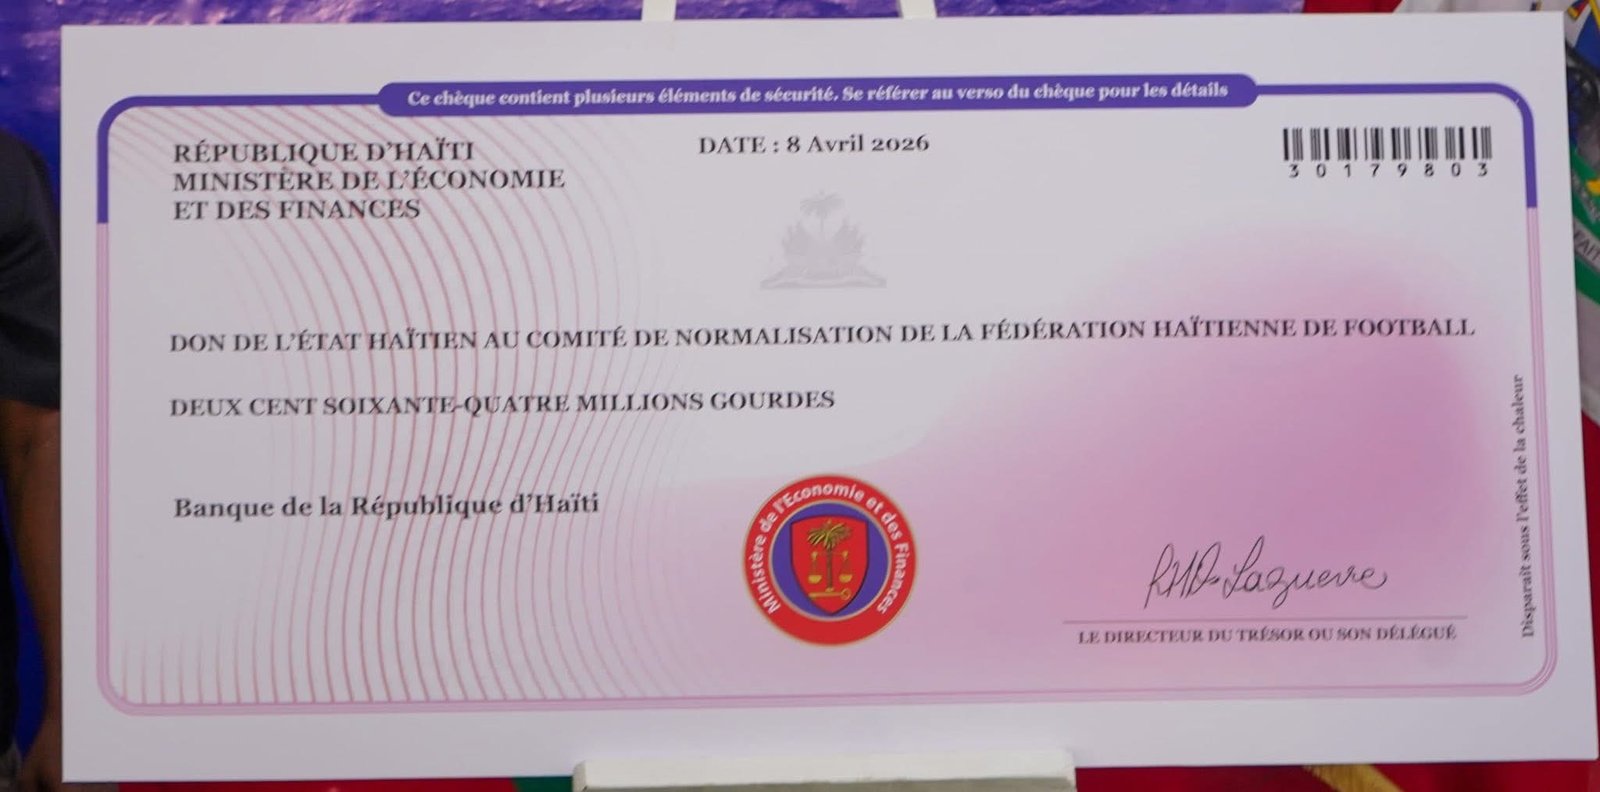 Ce chèque contient plusieurs éléments de sécurité. Se référer au verso du chèque pour les détails
RÉPUBLIQUE D'HAÏTI
MINISTÈRE DE L'ÉCONOMIE
ET DES FINANCES
DATE : 8 Avril 2026
30179803
DON DE L'ÉTAT HAÏTIEN AU COMITÉ DE NORMALISATION DE LA FÉDÉRATION HAÏTIENNE DE FOOTBALL
DEUX CENT SOIXANTE-QUATRE MILLIONS GOURDES
Banque de la République d'Haïti
Ministère de l'Economie et des Finances
Laguerre
LE DIRECTEUR DU TRÉSOR OU SON DÉLÉGUÉ
Disparaît sous l'effet de la chaleur